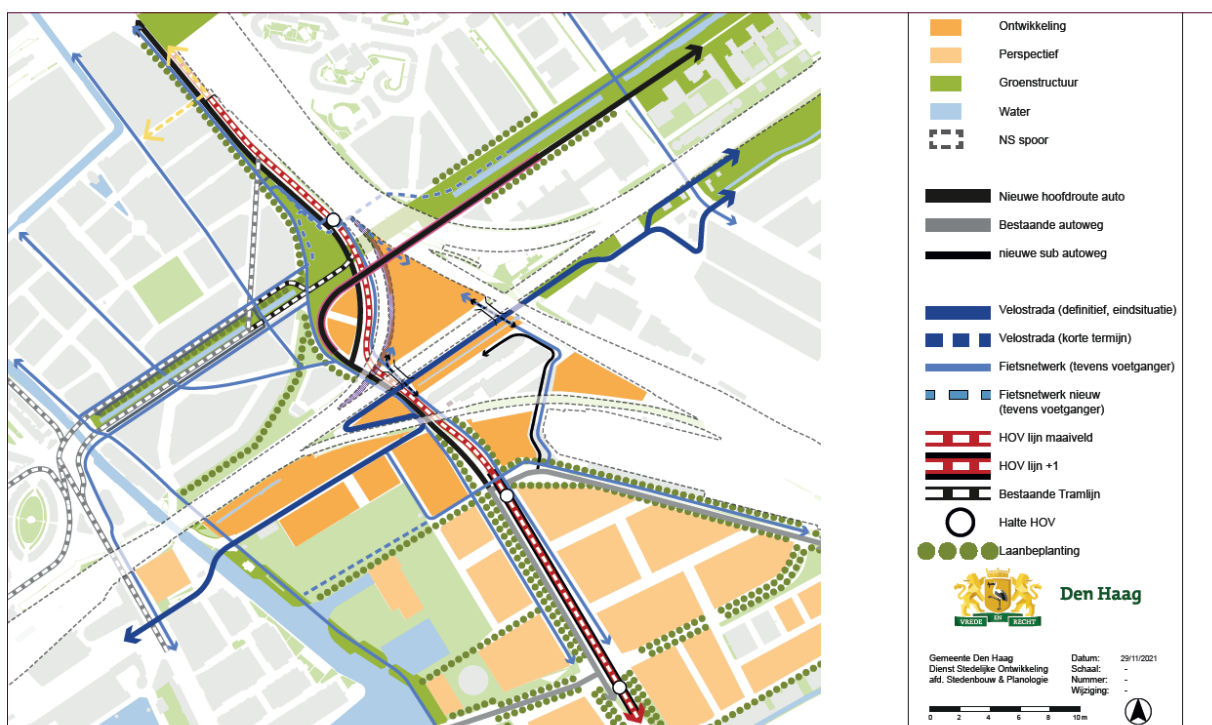 Ontwikkeling
Perspectief
Groenstructuur
Water
NS spoor
Nieuwe hoofdroute auto
Bestaande autoweg
nieuwe sub autoweg
Velostrada (definitief, eindsituatie)
Velostrada (korte termijn)
Fietsnetwerk (tevens voetganger)
Fietsnetwerk nieuw
(tevens voetganger)
HOV lijn maaiveld
HOV lijn +1
Bestaande Tramlijn
Halte HOV
Laanbeplanting
Den Haag
VREDE EN RECHT
Gemeente Den Haag
Dienst Stedelijke Ontwikkeling
afd. Stedenbouw & Planologie
Datum: 29/11/2021
Schaal: -
Nummer: -
Wijziging: -
0 2 4 6 8 10m